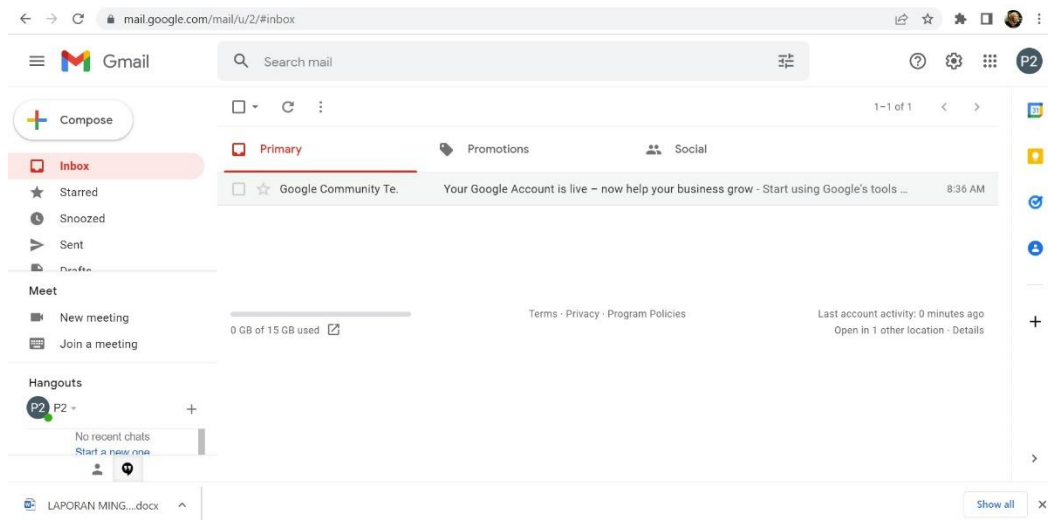 mail.google.com/mail/u/2/#inbox
Gmail
Search mail
P2
Compose
1–1 of 1
31
Primary
Promotions
Social
Inbox
Google Community Te.
Your Google Account is live – now help your business grow - Start using Google's tools ...
8:36 AM
Starred
Snoozed
Sent
Drafts
Meet
New meeting
Join a meeting
0 GB of 15 GB used
Terms · Privacy · Program Policies
Last account activity: 0 minutes ago
Open in 1 other location · Details
Hangouts
P2 P2
No recent chats
Start a new one
LAPORAN MING....docx
Show all